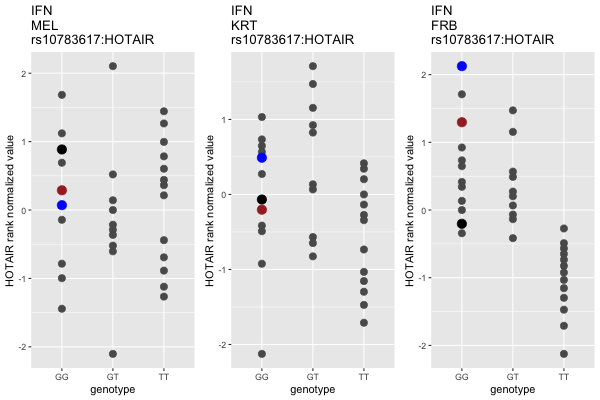 IFN
MEL
rs10783617:HOTAIR
HOTAIR rank normalized value
2
1
0
-1
-2
GG
GT
TT
genotype
IFN
KRT
rs10783617:HOTAIR
HOTAIR rank normalized value
1
0
-1
-2
GG
GT
TT
genotype
IFN
FRB
rs10783617:HOTAIR
HOTAIR rank normalized value
2
1
0
-1
-2
GG
GT
TT
genotype